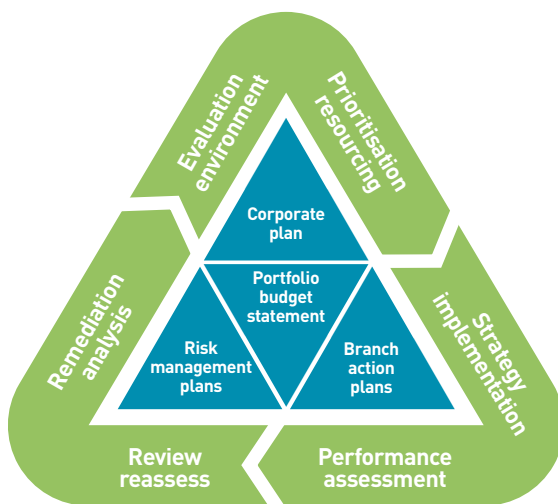 Evaluation
environment
Prioritisation
resourcing
Corporate
plan
Portfolio
budget
statement
Risk
management
plans
Branch
action
plans
Remediation
analysis
Strategy
implementation
Review
reassess
Performance
assessment